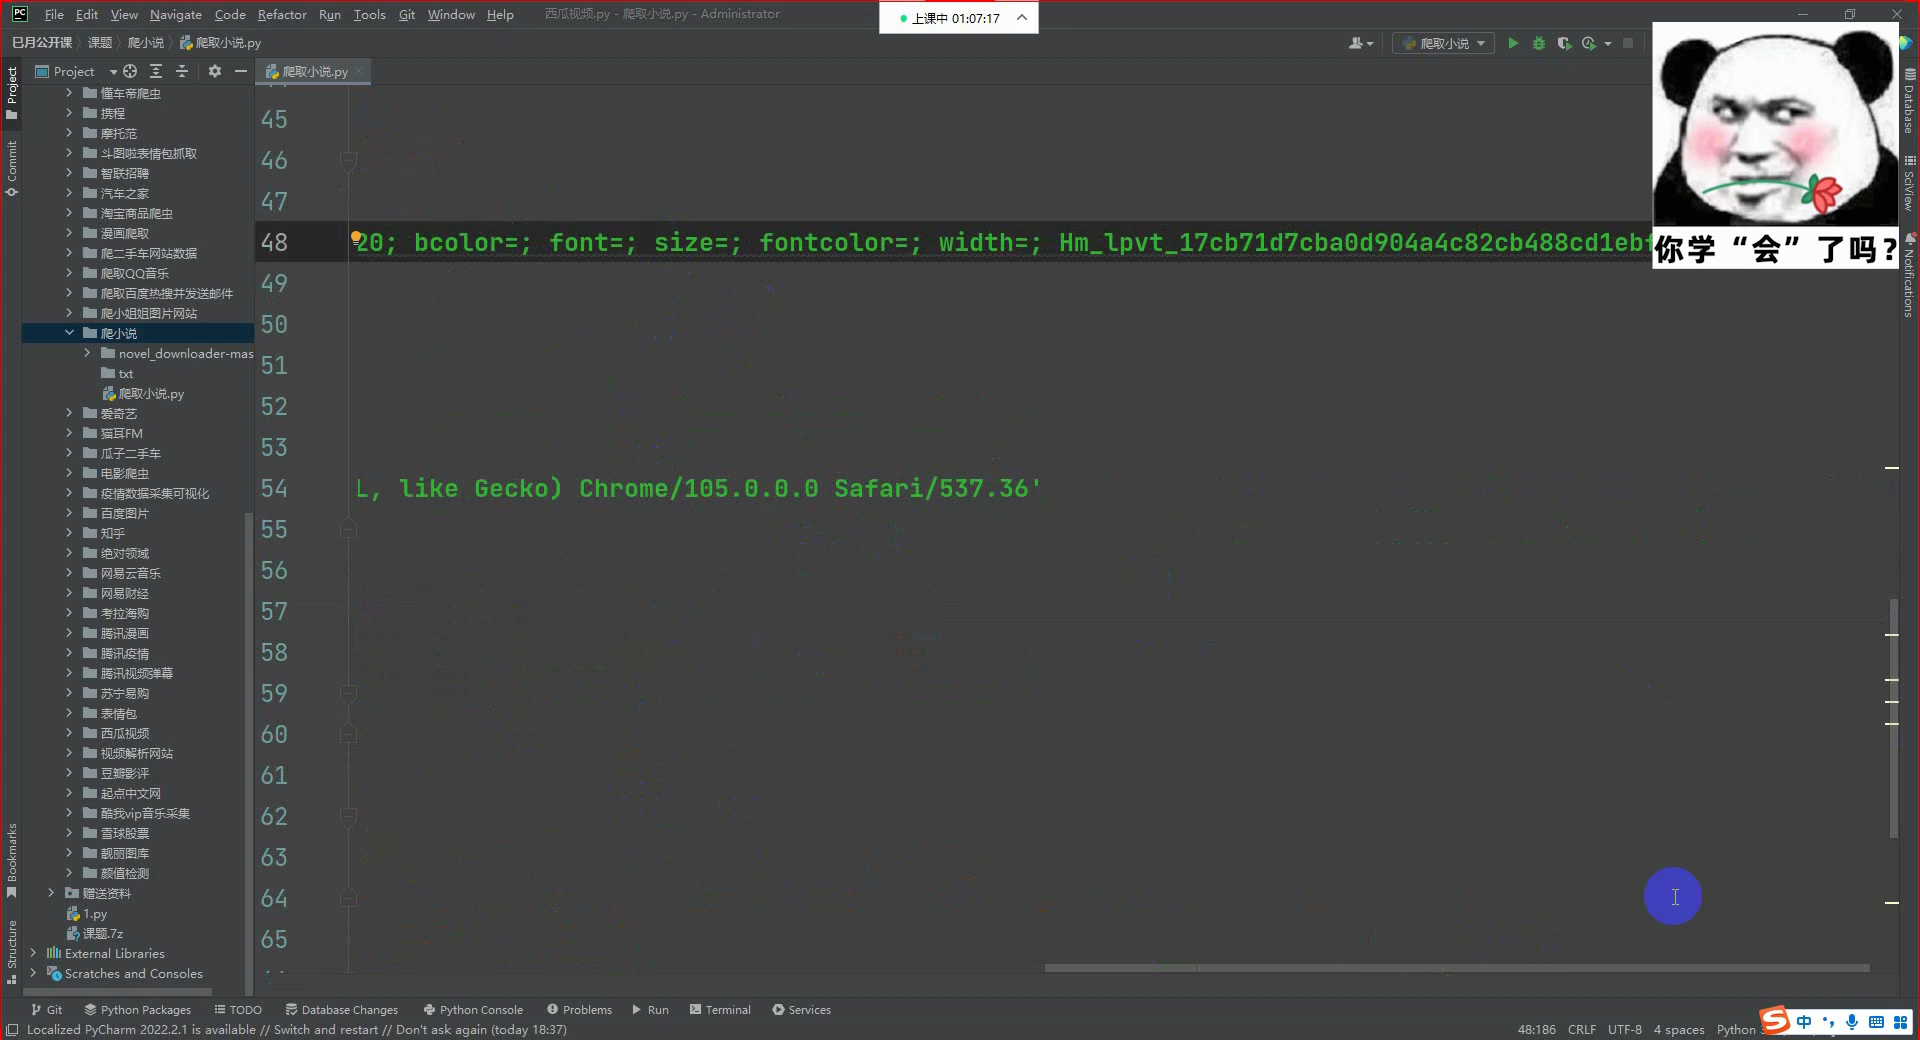 File Edit View Navigate Code Refactor Run Tools Git Window Help 西瓜视频.py - 爬取小说.py - Administrator
上课中 01:07:17
巳月公开课 课题 爬小说 爬取小说.py
爬取小说
Project
爬取小说.py
懂车帝爬虫
携程
摩托范
斗图啦表情包抓取
智联招聘
汽车之家
淘宝商品爬虫
漫画爬取
爬二手车网站数据
爬取QQ音乐
爬取百度热搜并发送邮件
爬小姐姐图片网站
爬小说
novel_downloader-mas
txt
爬取小说.py
爱奇艺
猫耳FM
瓜子二手车
电影爬虫
疫情数据采集可视化
百度图片
知乎
绝对领域
网易云音乐
网易财经
考拉海购
腾讯漫画
腾讯疫情
腾讯视频弹幕
苏宁易购
表情包
西瓜视频
视频解析网站
豆瓣影评
起点中文网
酷我vip音乐采集
雪球股票
靓丽图库
颜值检测
赠送资料
1.py
课题.7z
External Libraries
Scratches and Consoles
45
46
47
48 20; bcolor=; font=; size=; fontcolor=; width=; Hm_lpvt_17cb71d7cba0d904a4c82cb488cd1ebf
49
50
51
52
53
54 L, like Gecko) Chrome/105.0.0.0 Safari/537.36'
55
56
57
58
59
60
61
62
63
64
65
你学“会”了吗?
Project
Commit
Bookmarks
Structure
Database
SciView
Notifications
Git Python Packages TODO Database Changes Python Console Problems Run Terminal Services
Localized PyCharm 2022.2.1 is available // Switch and restart // Don't ask again (today 18:37)
48:186 CRLF UTF-8 4 spaces Python
中